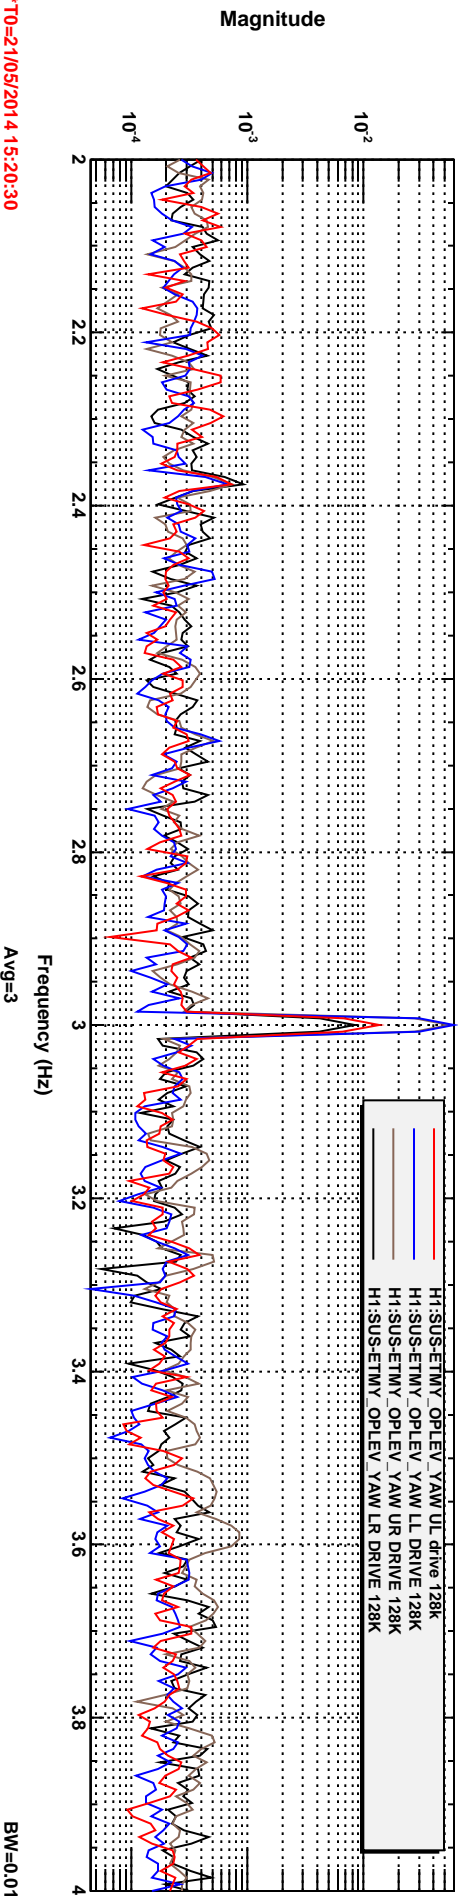 Magnitude
10-2
10-3
10-4
2
2.2
2.4
2.6
2.8
3
3.2
3.4
3.6
3.8
4
Frequency (Hz)
H1:SUS-ETMY_OPLEV_YAW UL drive 128k
H1:SUS-ETMY_OPLEV_YAW LL DRIVE 128K
H1:SUS-ETMY_OPLEV_YAW UR DRIVE 128K
H1:SUS-ETMY_OPLEV_YAW LR DRIVE 128K
*T0=21/05/2014 15:20:30
Avg=3
BW=0.01